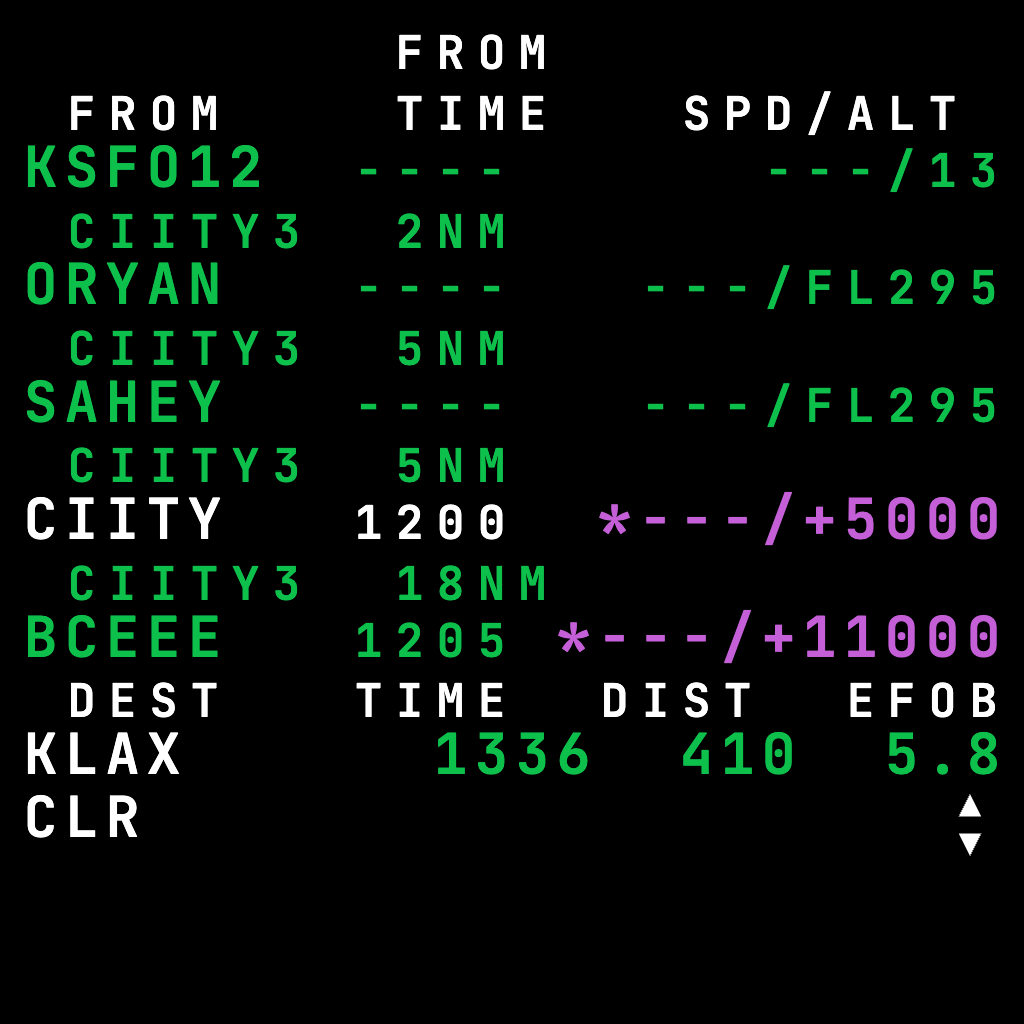 FROM
FROM TIME SPD/ALT
KSFO12 ---- ---/13
CIITY3 2NM
ORYAN ---- ---/FL295
CIITY3 5NM
SAHEY ---- ---/FL295
CIITY3 5NM
CIITY 1200 *---/+5000
CIITY3 18NM
BCEEE 1205 *---/+11000
DEST TIME DIST EFOB
KLAX 1336 410 5.8
CLR ▲
▼